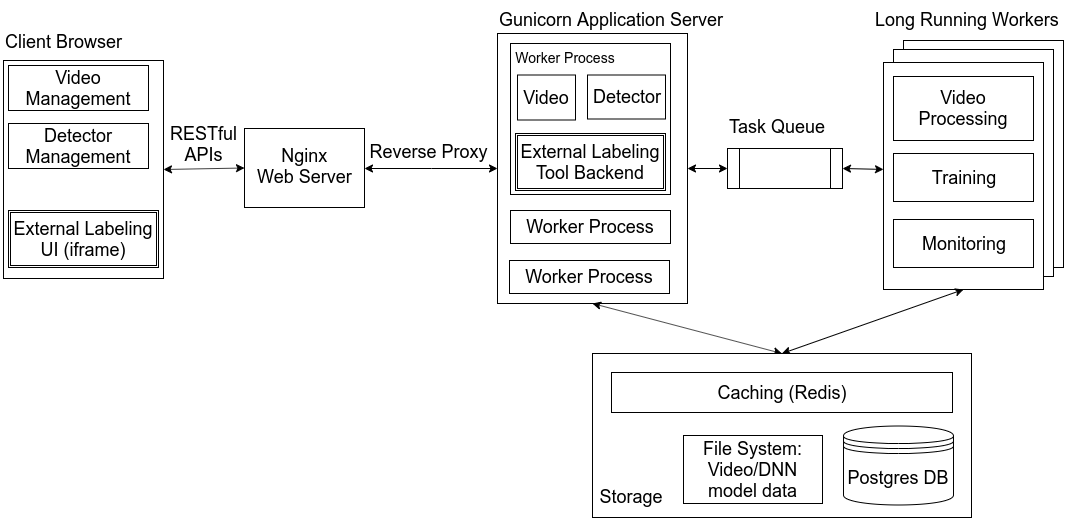 Client Browser
Video
Management
Detector
Management
External Labeling
UI (iframe)
RESTful
APIs
Nginx
Web Server
Reverse Proxy
Gunicorn Application Server
Worker Process
Video
Detector
External Labeling
Tool Backend
Worker Process
Worker Process
Task Queue
Long Running Workers
Video
Processing
Training
Monitoring
Caching (Redis)
File System:
Video/DNN
model data
Postgres DB
Storage